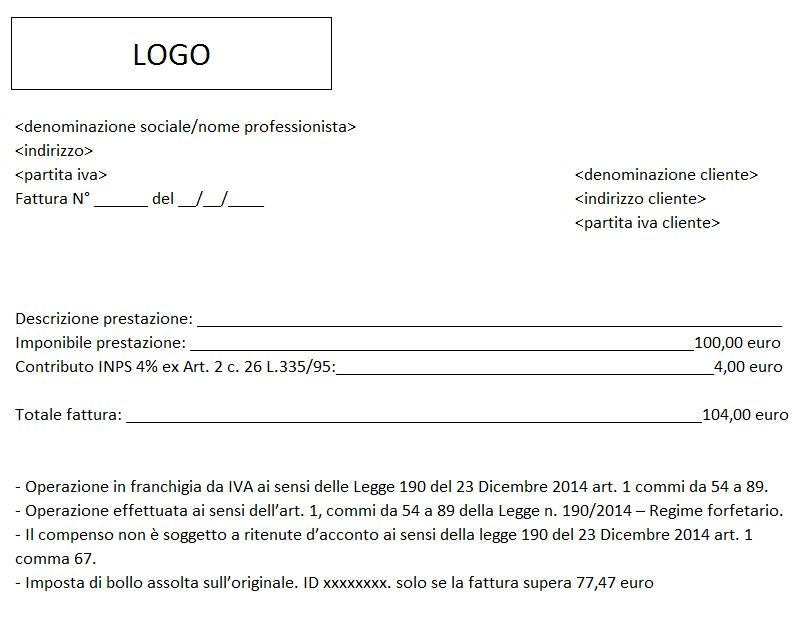 LOGO
<denominazione sociale/nome professionista>
<indirizzo>
<partita iva>
Fattura N° ______ del __/__/____
<denominazione cliente>
<indirizzo cliente>
<partita iva cliente>
Descrizione prestazione: ______________________________
Imponibile prestazione: ______________________________100,00 euro
Contributo INPS 4% ex Art. 2 c. 26 L.335/95:______________________________4,00 euro
Totale fattura: ______________________________104,00 euro
- Operazione in franchigia da IVA ai sensi delle Legge 190 del 23 Dicembre 2014 art. 1 commi da 54 a 89.
- Operazione effettuata ai sensi dell’art. 1, commi da 54 a 89 della Legge n. 190/2014 – Regime forfetario.
- Il compenso non è soggetto a ritenute d’acconto ai sensi della legge 190 del 23 Dicembre 2014 art. 1
comma 67.
- Imposta di bollo assolta sull’originale. ID xxxxxxxx. solo se la fattura supera 77,47 euro